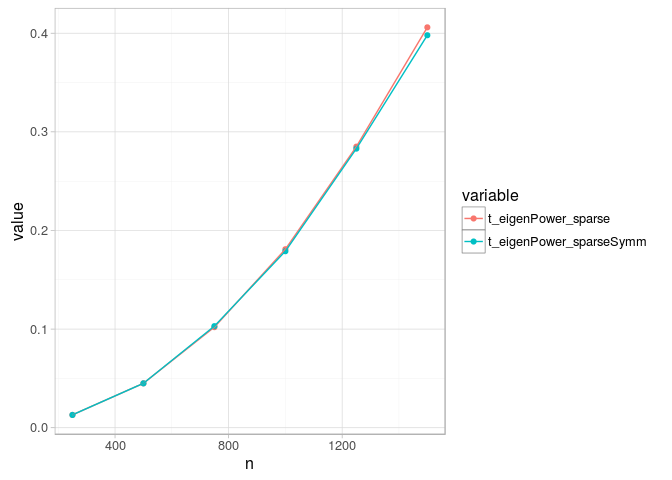 value
0.4
0.3
0.2
0.1
0.0
400 800 1200
n
variable
t_eigenPower_sparse
t_eigenPower_sparseSymm